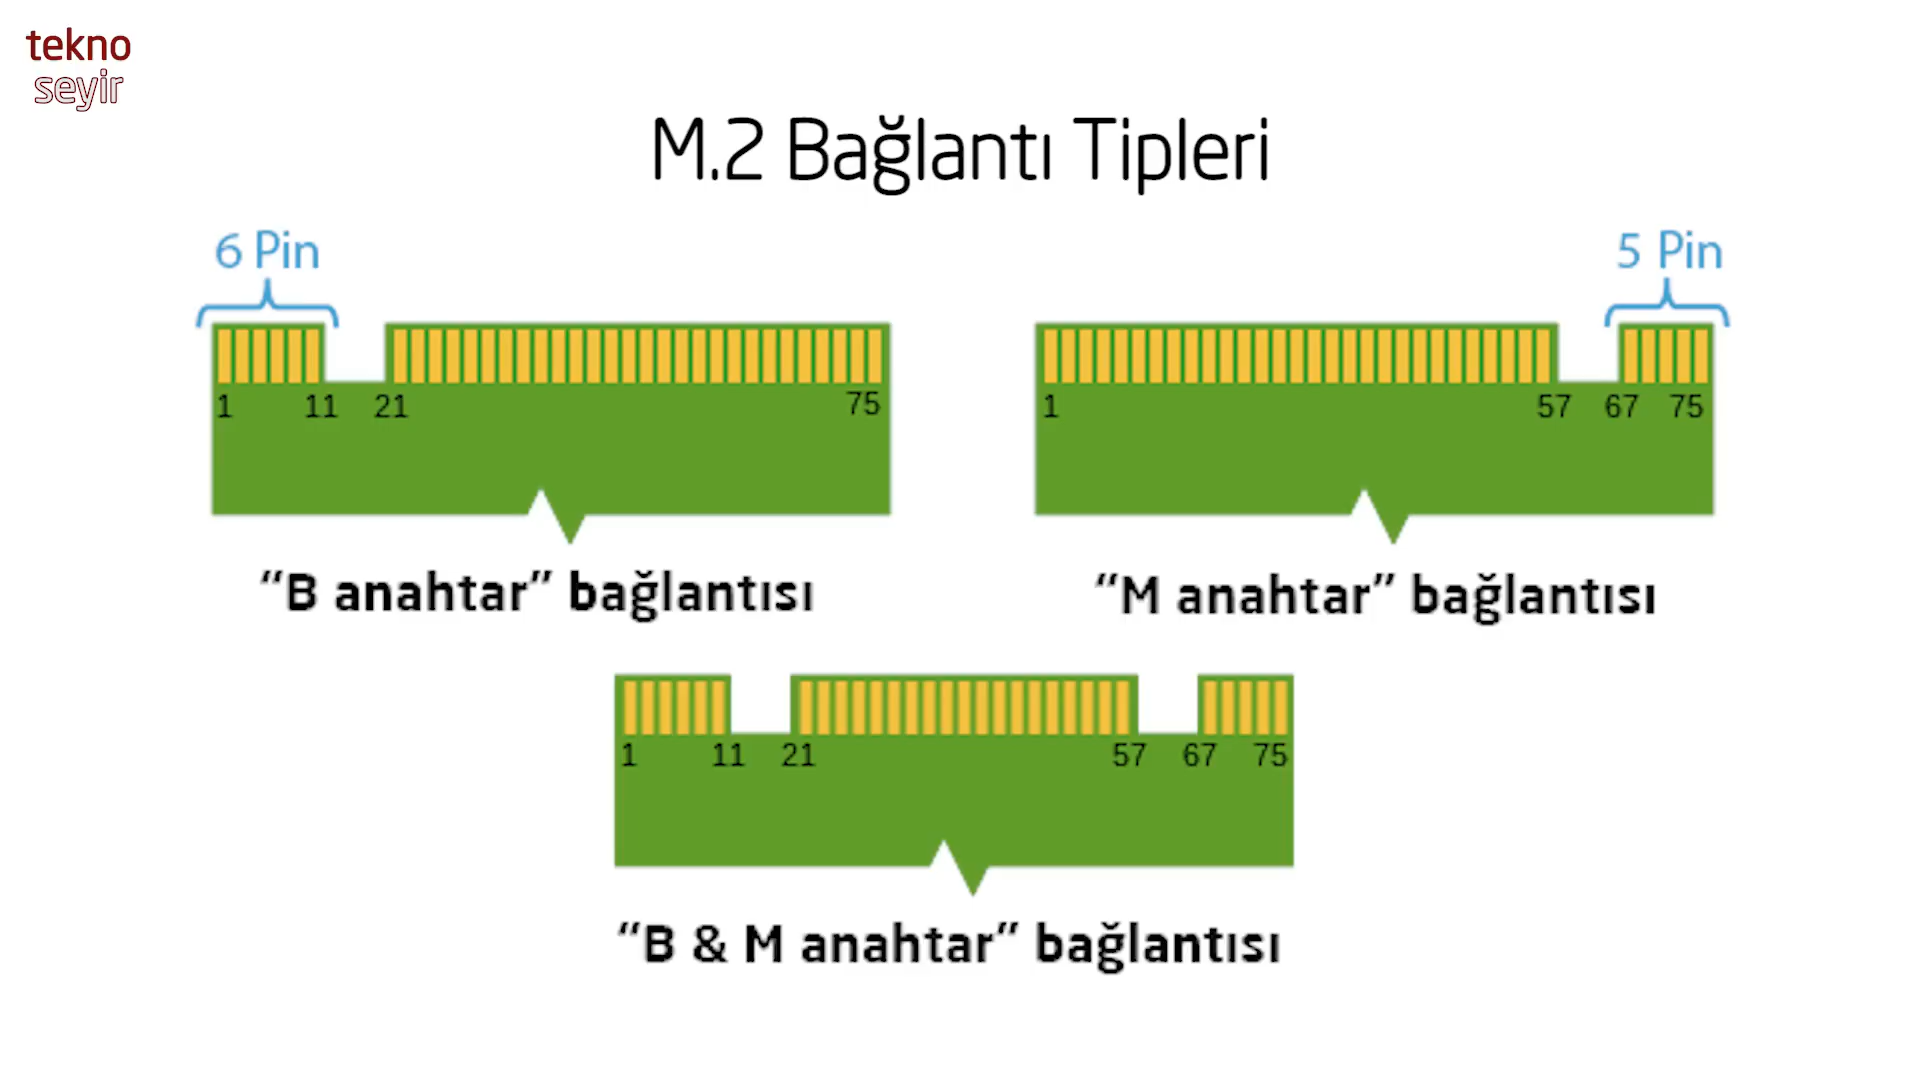 tekno
seyir
M.2 Bağlantı Tipleri
6 Pin
5 Pin
1 11 21 75
1 57 67 75
“B anahtar” bağlantısı
“M anahtar” bağlantısı
1 11 21 57 67 75
“B & M anahtar” bağlantısı